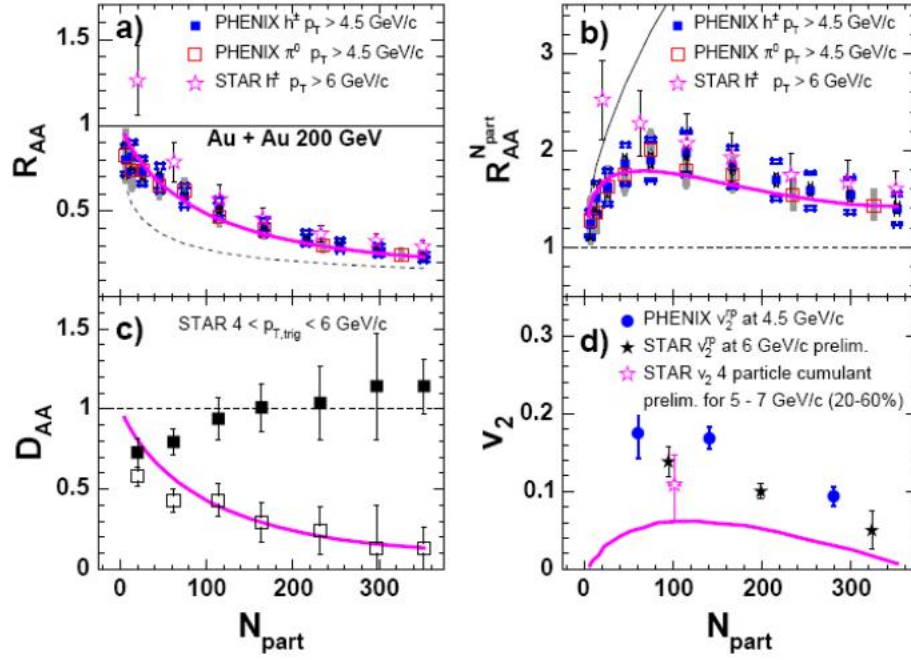 a)
PHENIX h± pT > 4.5 GeV/c
PHENIX π0 pT > 4.5 GeV/c
STAR h± pT > 6 GeV/c
Au + Au 200 GeV
RAA
1.5
1
0.5
b)
PHENIX h± pT > 4.5 GeV/c
PHENIX π0 pT > 4.5 GeV/c
STAR h± pT > 6 GeV/c
RAA Npart
3
2
1
c)
STAR 4 < pT,trig < 6 GeV/c
DAA
1.5
1
0.5
0
0 100 200 300
Npart
d)
PHENIX v2rp at 4.5 GeV/c
STAR v2rp at 6 GeV/c prelim.
STAR v2 4 particle cumulant
prelim. for 5 - 7 GeV/c (20-60%)
v2
0.3
0.2
0.1
0
0 100 200 300
Npart